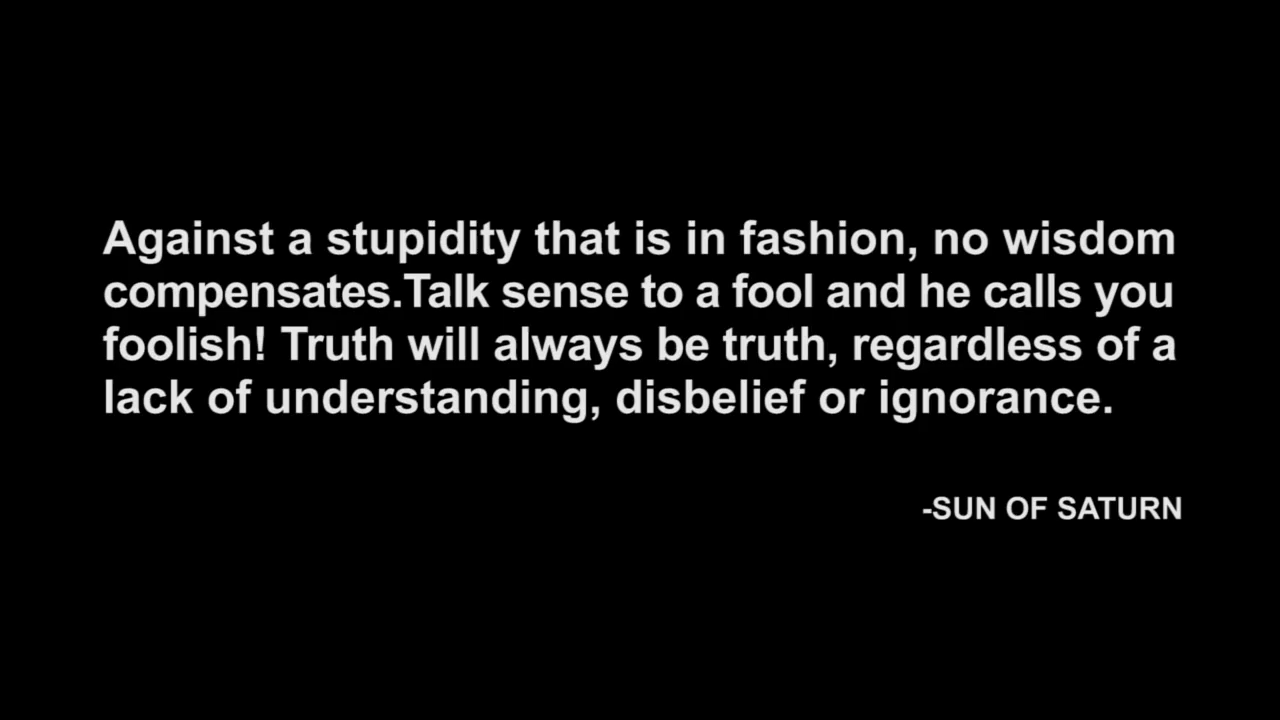 Against a stupidity that is in fashion, no wisdom
compensates.Talk sense to a fool and he calls you
foolish! Truth will always be truth, regardless of a
lack of understanding, disbelief or ignorance.
-SUN OF SATURN